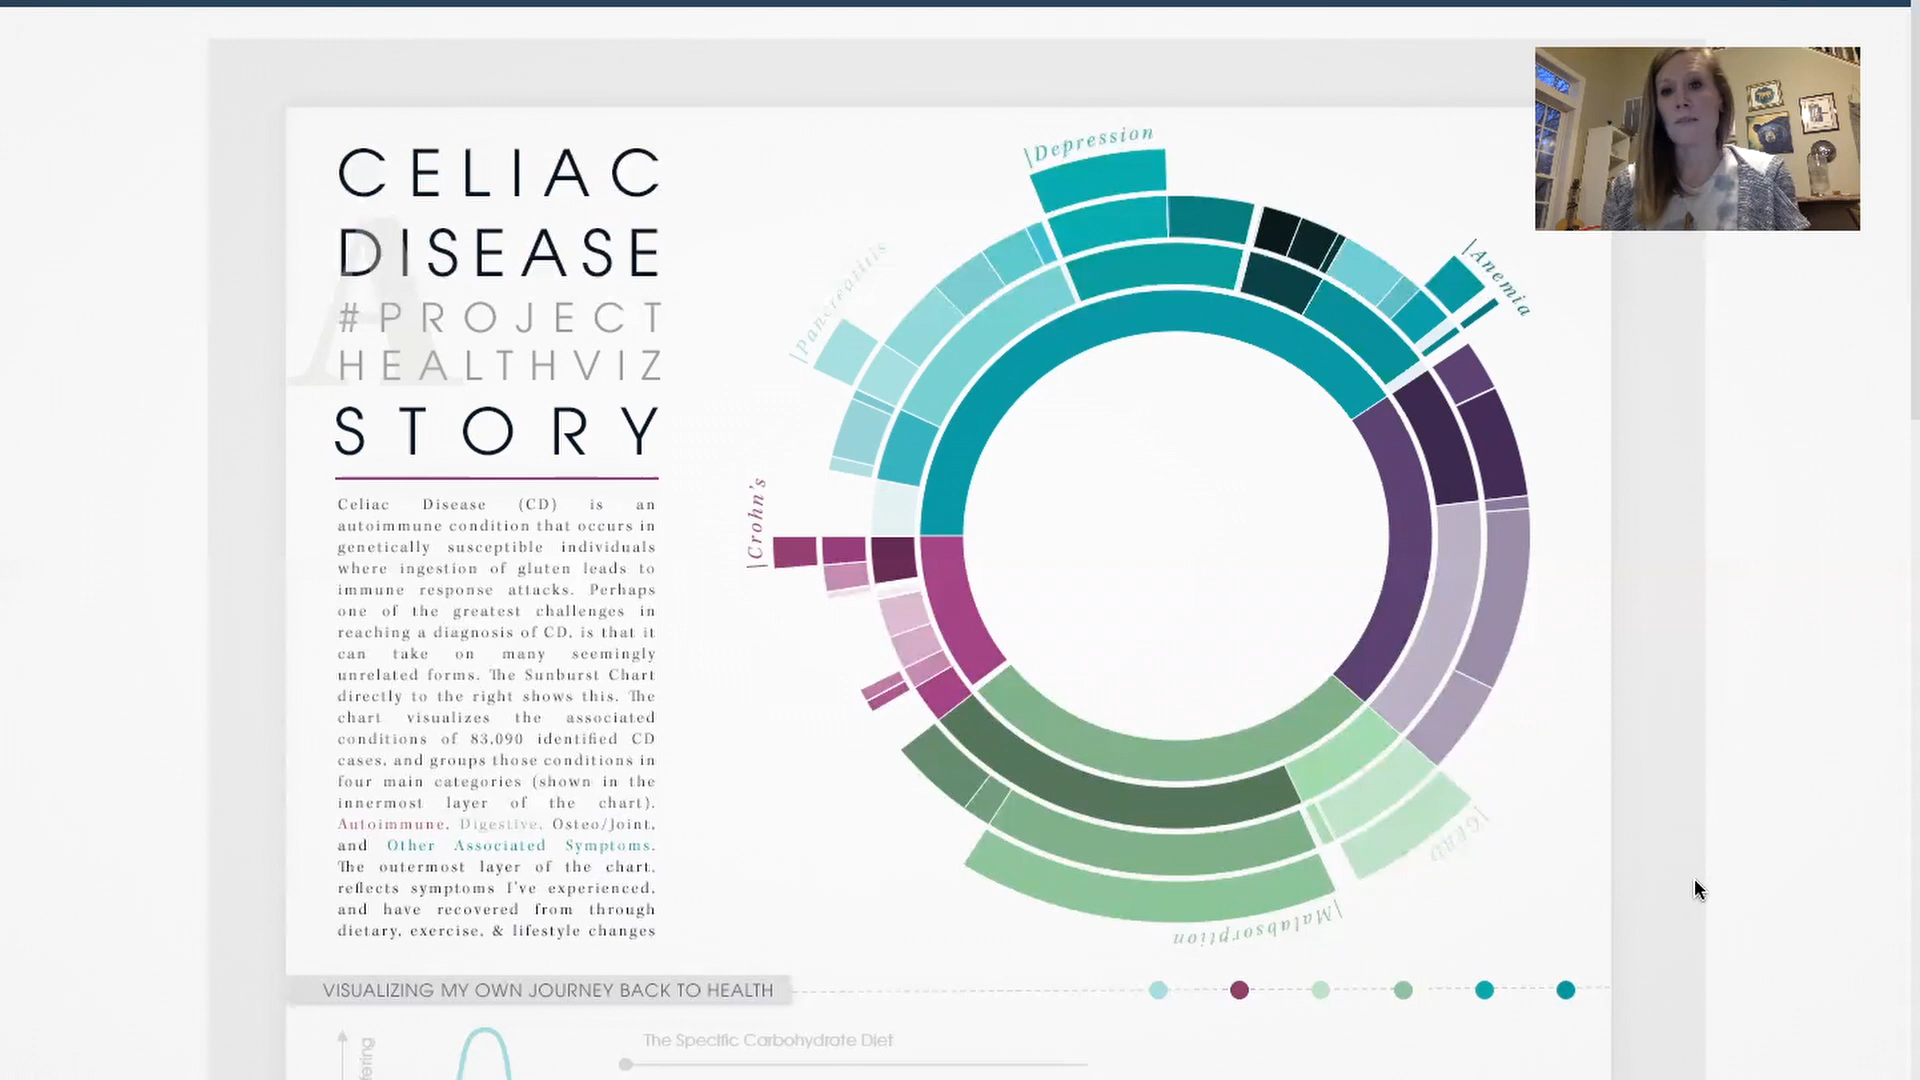 CELIAC
DISEASE
#PROJECT
HEALTHVIZ
STORY
Celiac Disease (CD) is an
autoimmune condition that occurs in
genetically susceptible individuals
where ingestion of gluten leads to
immune response attacks. Perhaps
one of the greatest challenges in
reaching a diagnosis of CD, is that it
can take on many seemingly
unrelated forms. The Sunburst Chart
directly to the right shows this. The
chart visualizes the associated
conditions of 83,090 identified CD
cases, and groups those conditions in
four main categories (shown in the
innermost layer of the chart).
Autoimmune, Digestive, Osteo/Joint,
and Other Associated Symptoms.
The outermost layer of the chart,
reflects symptoms I've experienced,
and have recovered from through
dietary, exercise, & lifestyle changes
|Depression
|Anemia
|Pancreatitis
|Crohn's
|GERD
|Malabsorption
VISUALIZING MY OWN JOURNEY BACK TO HEALTH
The Specific Carbohydrate Diet